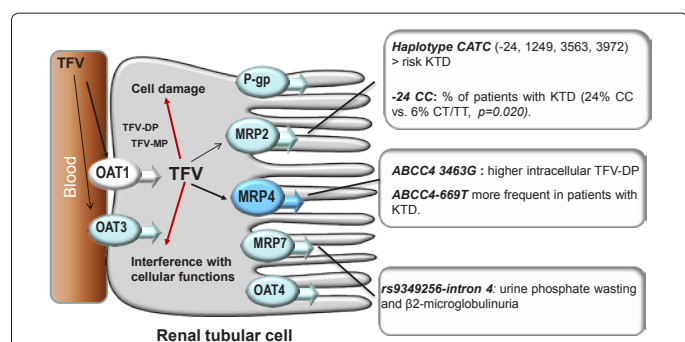 TFV
Blood
OAT1
OAT3
Cell damage
TFV-DP
TFV-MP
TFV
Interference with
cellular functions
P-gp
MRP2
MRP4
MRP7
OAT4
Renal tubular cell
Haplotype CATC (-24, 1249, 3563, 3972)
> risk KTD
-24 CC: % of patients with KTD (24% CC
vs. 6% CT/TT, p=0.020).
ABCC4 3463G : higher intracellular TFV-DP
ABCC4-669T more frequent in patients with
KTD.
rs9349256-intron 4: urine phosphate wasting
and β2-microglobulinuria